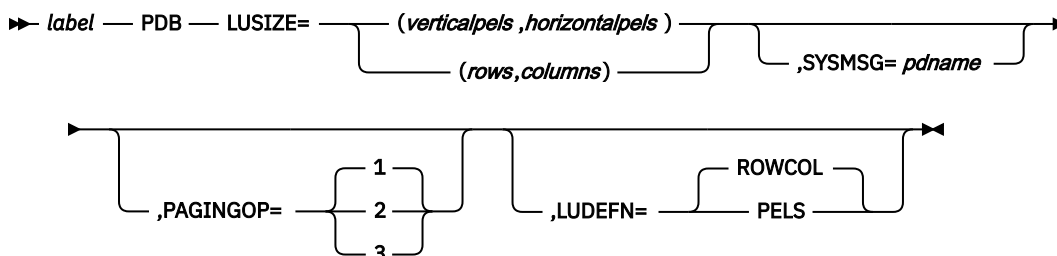 label PDB LUSIZE= (verticalpels ,horizontalpels )
(rows,columns)
,SYSMSG= pdname
,PAGINGOP= 1
2
3
,LUDEFN= ROWCOL
PELS